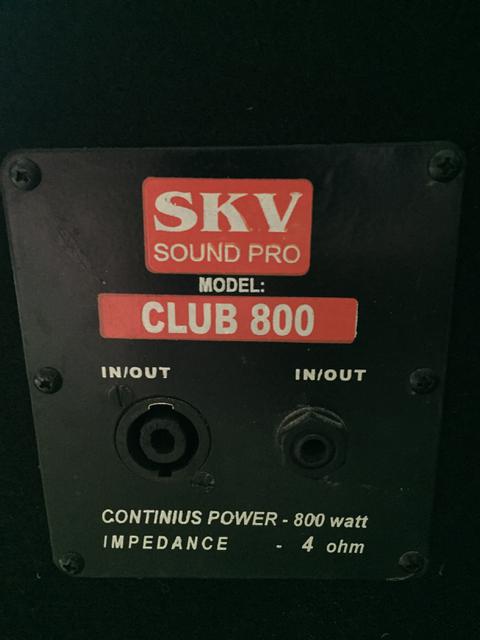 SKV
SOUND PRO
MODEL:
CLUB 800
IN/OUT IN/OUT
CONTINIUS POWER - 800 watt
IMPEDANCE - 4 ohm